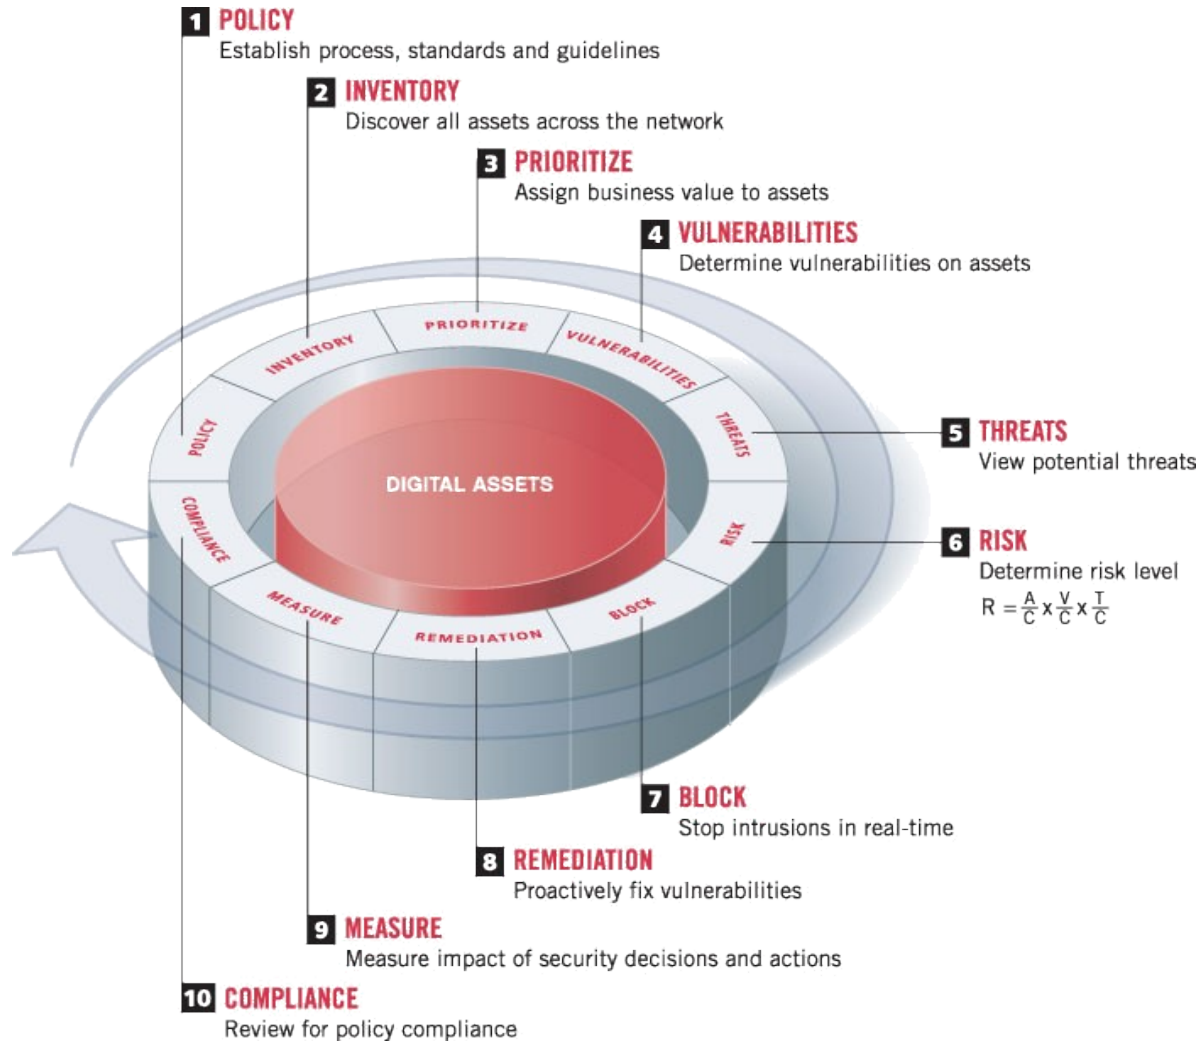 1 POLICY
Establish process, standards and guidelines
2 INVENTORY
Discover all assets across the network
3 PRIORITIZE
Assign business value to assets
4 VULNERABILITIES
Determine vulnerabilities on assets
PRIORITIZE
INVENTORY
VULNERABILITIES
POLICY
THREATS
5 THREATS
View potential threats
DIGITAL ASSETS
COMPLIANCE
RISK
6 RISK
Determine risk level
R = A/C x V/C x T/C
MEASURE
BLOCK
REMEDIATION
7 BLOCK
Stop intrusions in real-time
8 REMEDIATION
Proactively fix vulnerabilities
9 MEASURE
Measure impact of security decisions and actions
10 COMPLIANCE
Review for policy compliance